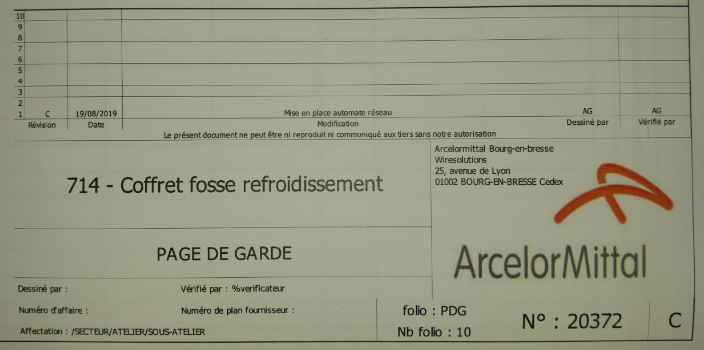 10
9
8
7
6
5
4
3
2
1 C 19/08/2019 Mise en place automate réseau AG AG
Révision Date Modification Dessiné par Vérifié par
Le présent document ne peut être ni reproduit ni communiqué aux tiers sans notre autorisation
714 - Coffret fosse refroidissement
PAGE DE GARDE
Arcelormittal Bourg-en-bresse
Wiresolutions
25, avenue de Lyon
01002 BOURG-EN-BRESSE Cedex
ArcelorMittal
Dessiné par : Vérifié par : %verificateur
Numéro d'affaire : Numéro de plan fournisseur :
Affectation : /SECTEUR/ATELIER/SOUS-ATELIER
folio : PDG
Nb folio : 10
N° : 20372 C